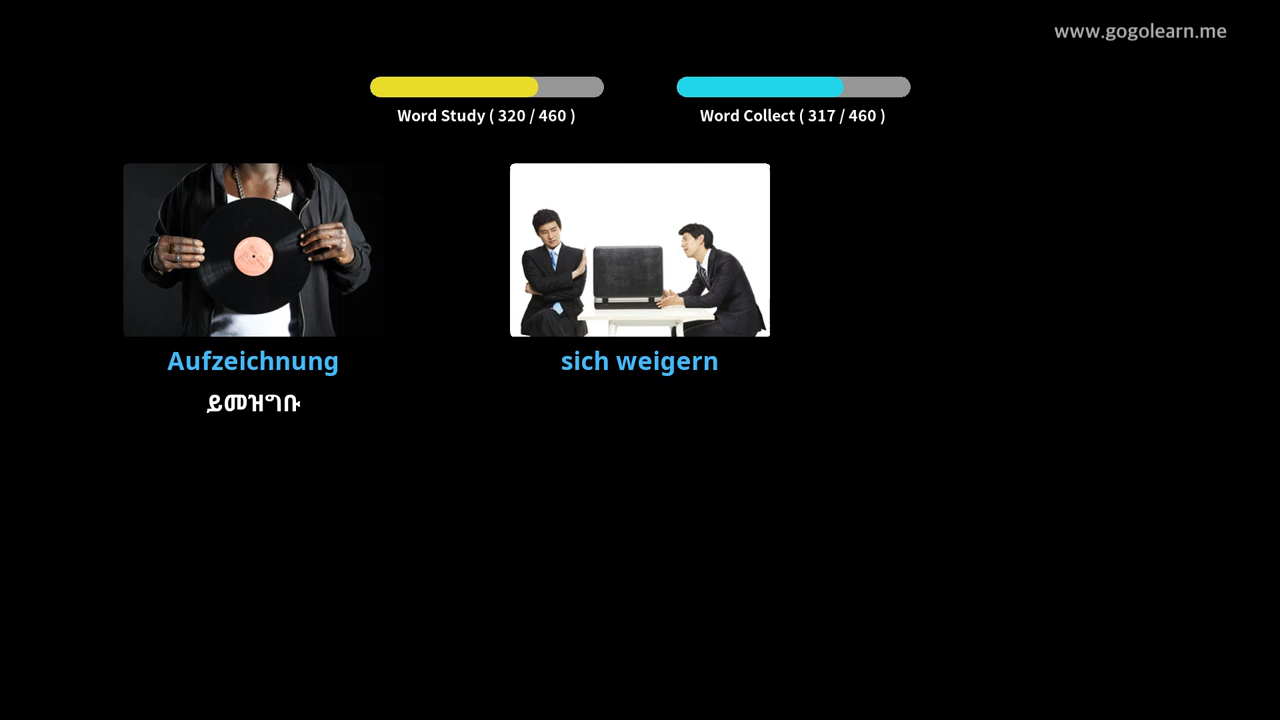 www.gogolearn.me
Word Study ( 320 / 460 )
Word Collect ( 317 / 460 )
Aufzeichnung
sich weigern
ይመዝግቡ